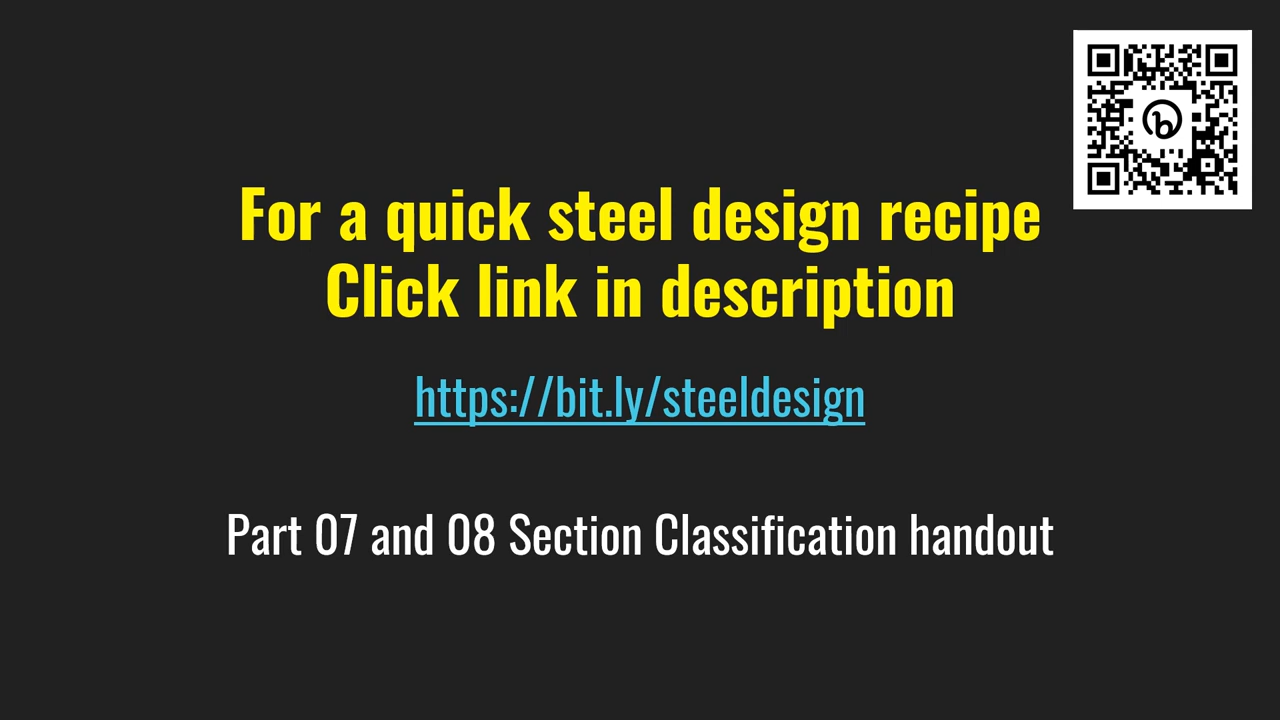 For a quick steel design recipe
Click link in description
https://bit.ly/steeldesign
Part 07 and 08 Section Classification handout